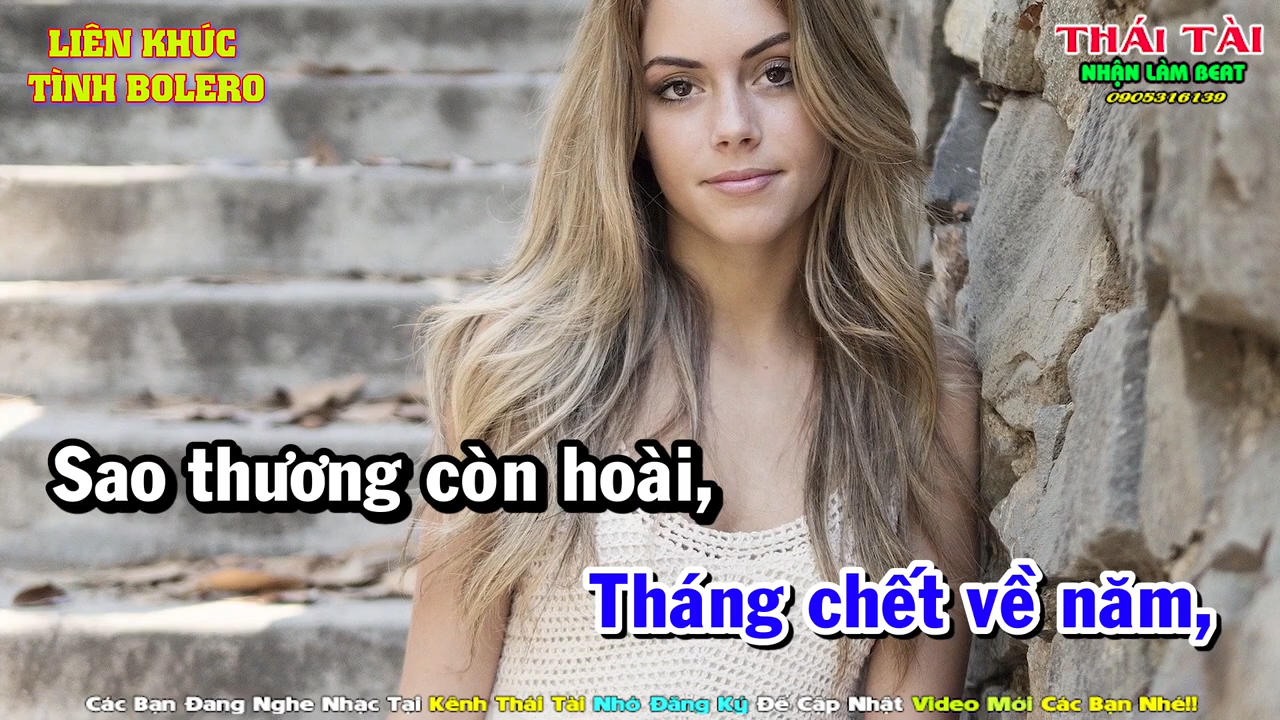 LIÊN KHÚC
TÌNH BOLERO
THÁI TÀI
NHẬN LÀM BEAT
0905316139
Sao thương còn hoài,
Tháng chết về năm,
Các Bạn Đang Nghe Nhạc Tại Kênh Thái Tài Nhớ Đăng Ký Để Cập Nhật Video Mới Các Bạn Nhé!!